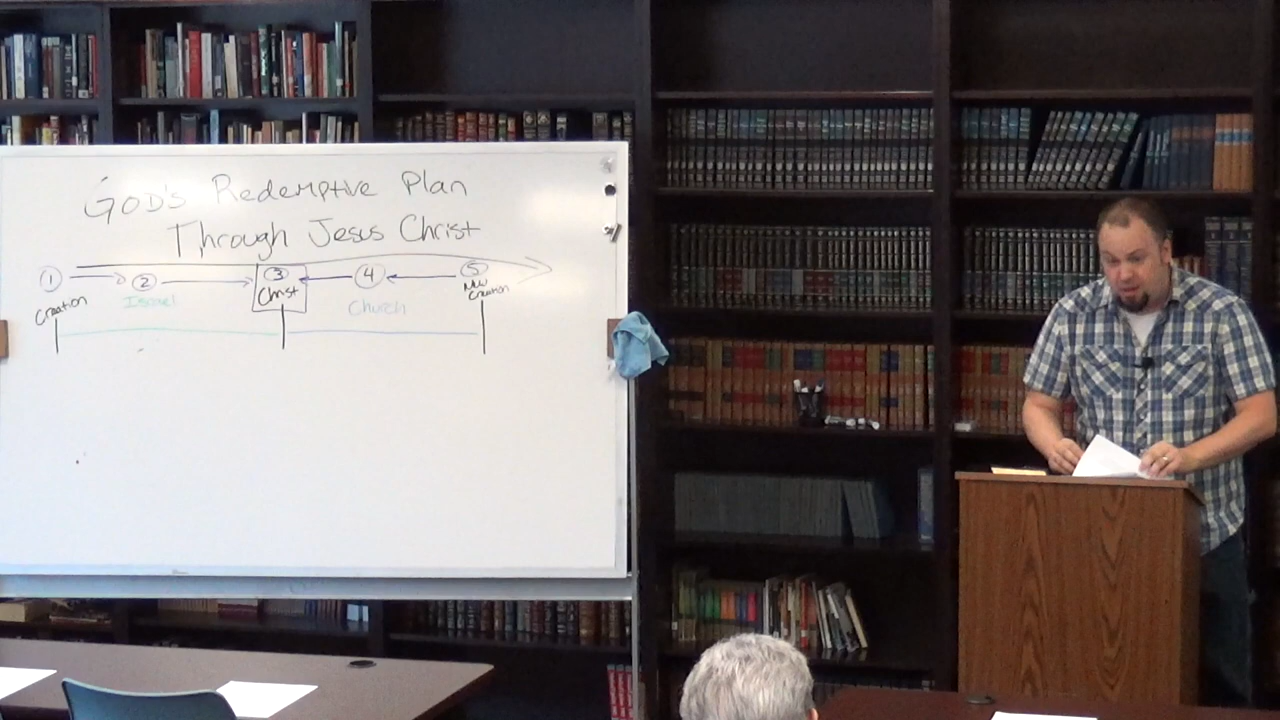 GOD'S Redemptive Plan
Through Jesus Christ
1 2 3 4 5
Creation Israel Christ Church New Creation